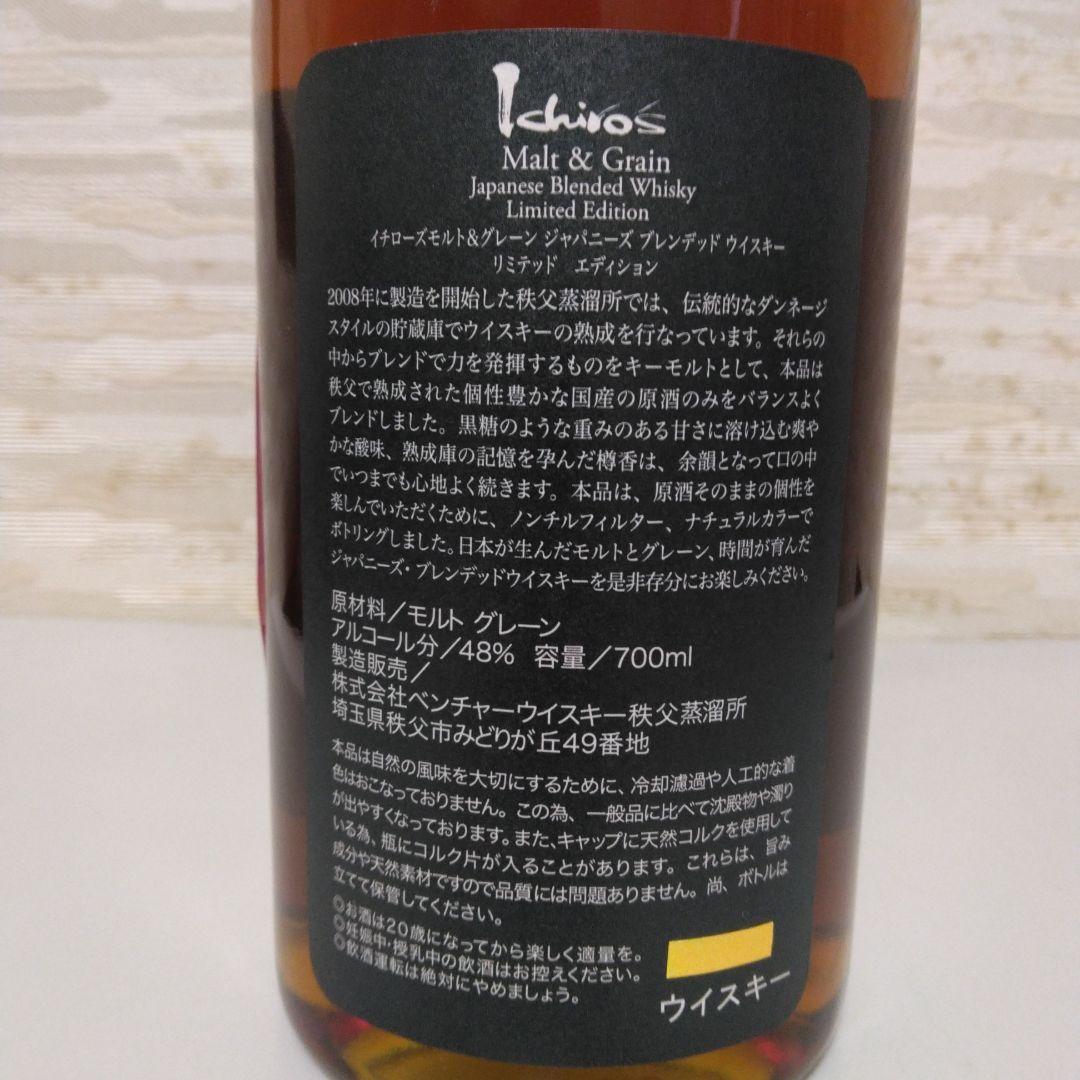 Ichiro's
Malt & Grain
Japanese Blended Whisky
Limited Edition
イチローズモルト&グレーン ジャパニーズ ブレンデッド ウイスキー
リミテッド エディション
2008年に製造を開始した秩父蒸溜所では、伝統的なダンネージ
スタイルの貯蔵庫でウイスキーの熟成を行なっています。それらの
中からブレンドで力を発揮するものをキーモルトとして、本品は
秩父で熟成された個性豊かな国産の原酒のみをバランスよく
ブレンドしました。黒糖のような重みのある甘さに溶け込む爽や
かな酸味、熟成庫の記憶を孕んだ樽香は、余韻となって口の中
でいつまでも心地よく続きます。本品は、原酒そのままの個性を
楽しんでいただくために、ノンチルフィルター、ナチュラルカラーで
ボトリングしました。日本が生んだモルトとグレーン、時間が育んだ
ジャパニーズ・ブレンデッドウイスキーを是非存分にお楽しみください。
原材料／モルト グレーン
アルコール分／48% 容量／700ml
製造販売／
株式会社ベンチャーウイスキー秩父蒸溜所
埼玉県秩父市みどりが丘49番地
本品は自然の風味を大切にするために、冷却濾過や人工的な着
色はおこなっておりません。この為、一般品に比べて沈殿物や濁り
が出やすくなっております。また、キャップに天然コルクを使用して
いる為、瓶にコルク片が入ることがあります。これらは、旨み
成分や天然素材ですので品質には問題ありません。尚、ボトルは
立てて保管してください。
◎お酒は20歳になってから楽しく適量を。
◎妊娠中・授乳中の飲酒はお控えください。
◎飲酒運転は絶対にやめましょう。
ウイスキー